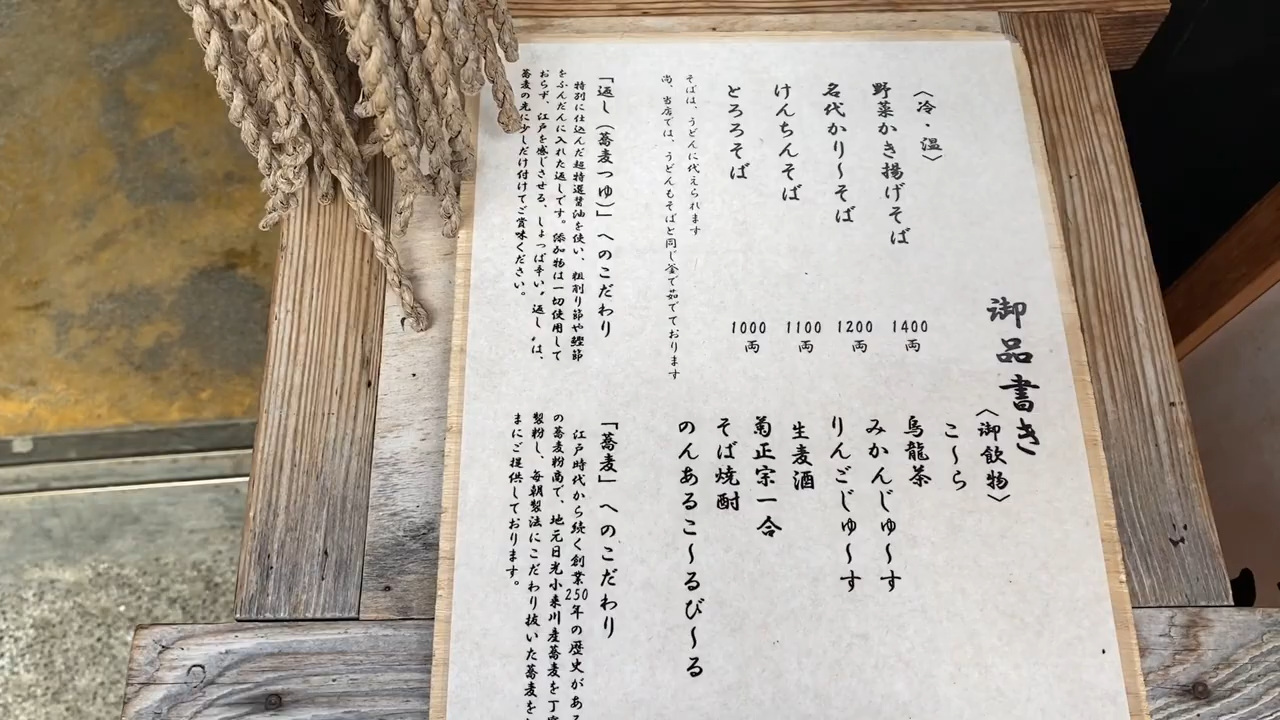 御品書き
〈冷・温〉
野菜かき揚げそば 1400両
名代かり〜そば 1200両
けんちんそば 1100両
とろろそば 1000両
そばは、うどんに代えられます
尚、当店では、うどんもそばと同じ釜で茹でております
〈御飲物〉
こ〜ら
烏龍茶
みかんじゅ〜す
りんごじゅ〜す
生麦酒
菊正宗一合
そば焼酎
のんあるこ〜るび〜る
「返し（蕎麦つゆ）」へのこだわり
特別に仕込んだ超特選醤油を使い、粗削り節や鰹節
をふんだんに入れた返しです。添加物は一切使用して
おらず、江戸を感じさせる、しょっぱ辛い〝返し〟は、
蕎麦の先に少しだけ付けてご賞味ください。
「蕎麦」へのこだわり
江戸時代から続く創業250年の歴史がある
の蕎麦粉商で、地元日光小来川産蕎麦を丁
製粉し、毎朝製法にこだわり抜いた蕎麦を
まにご提供しております。